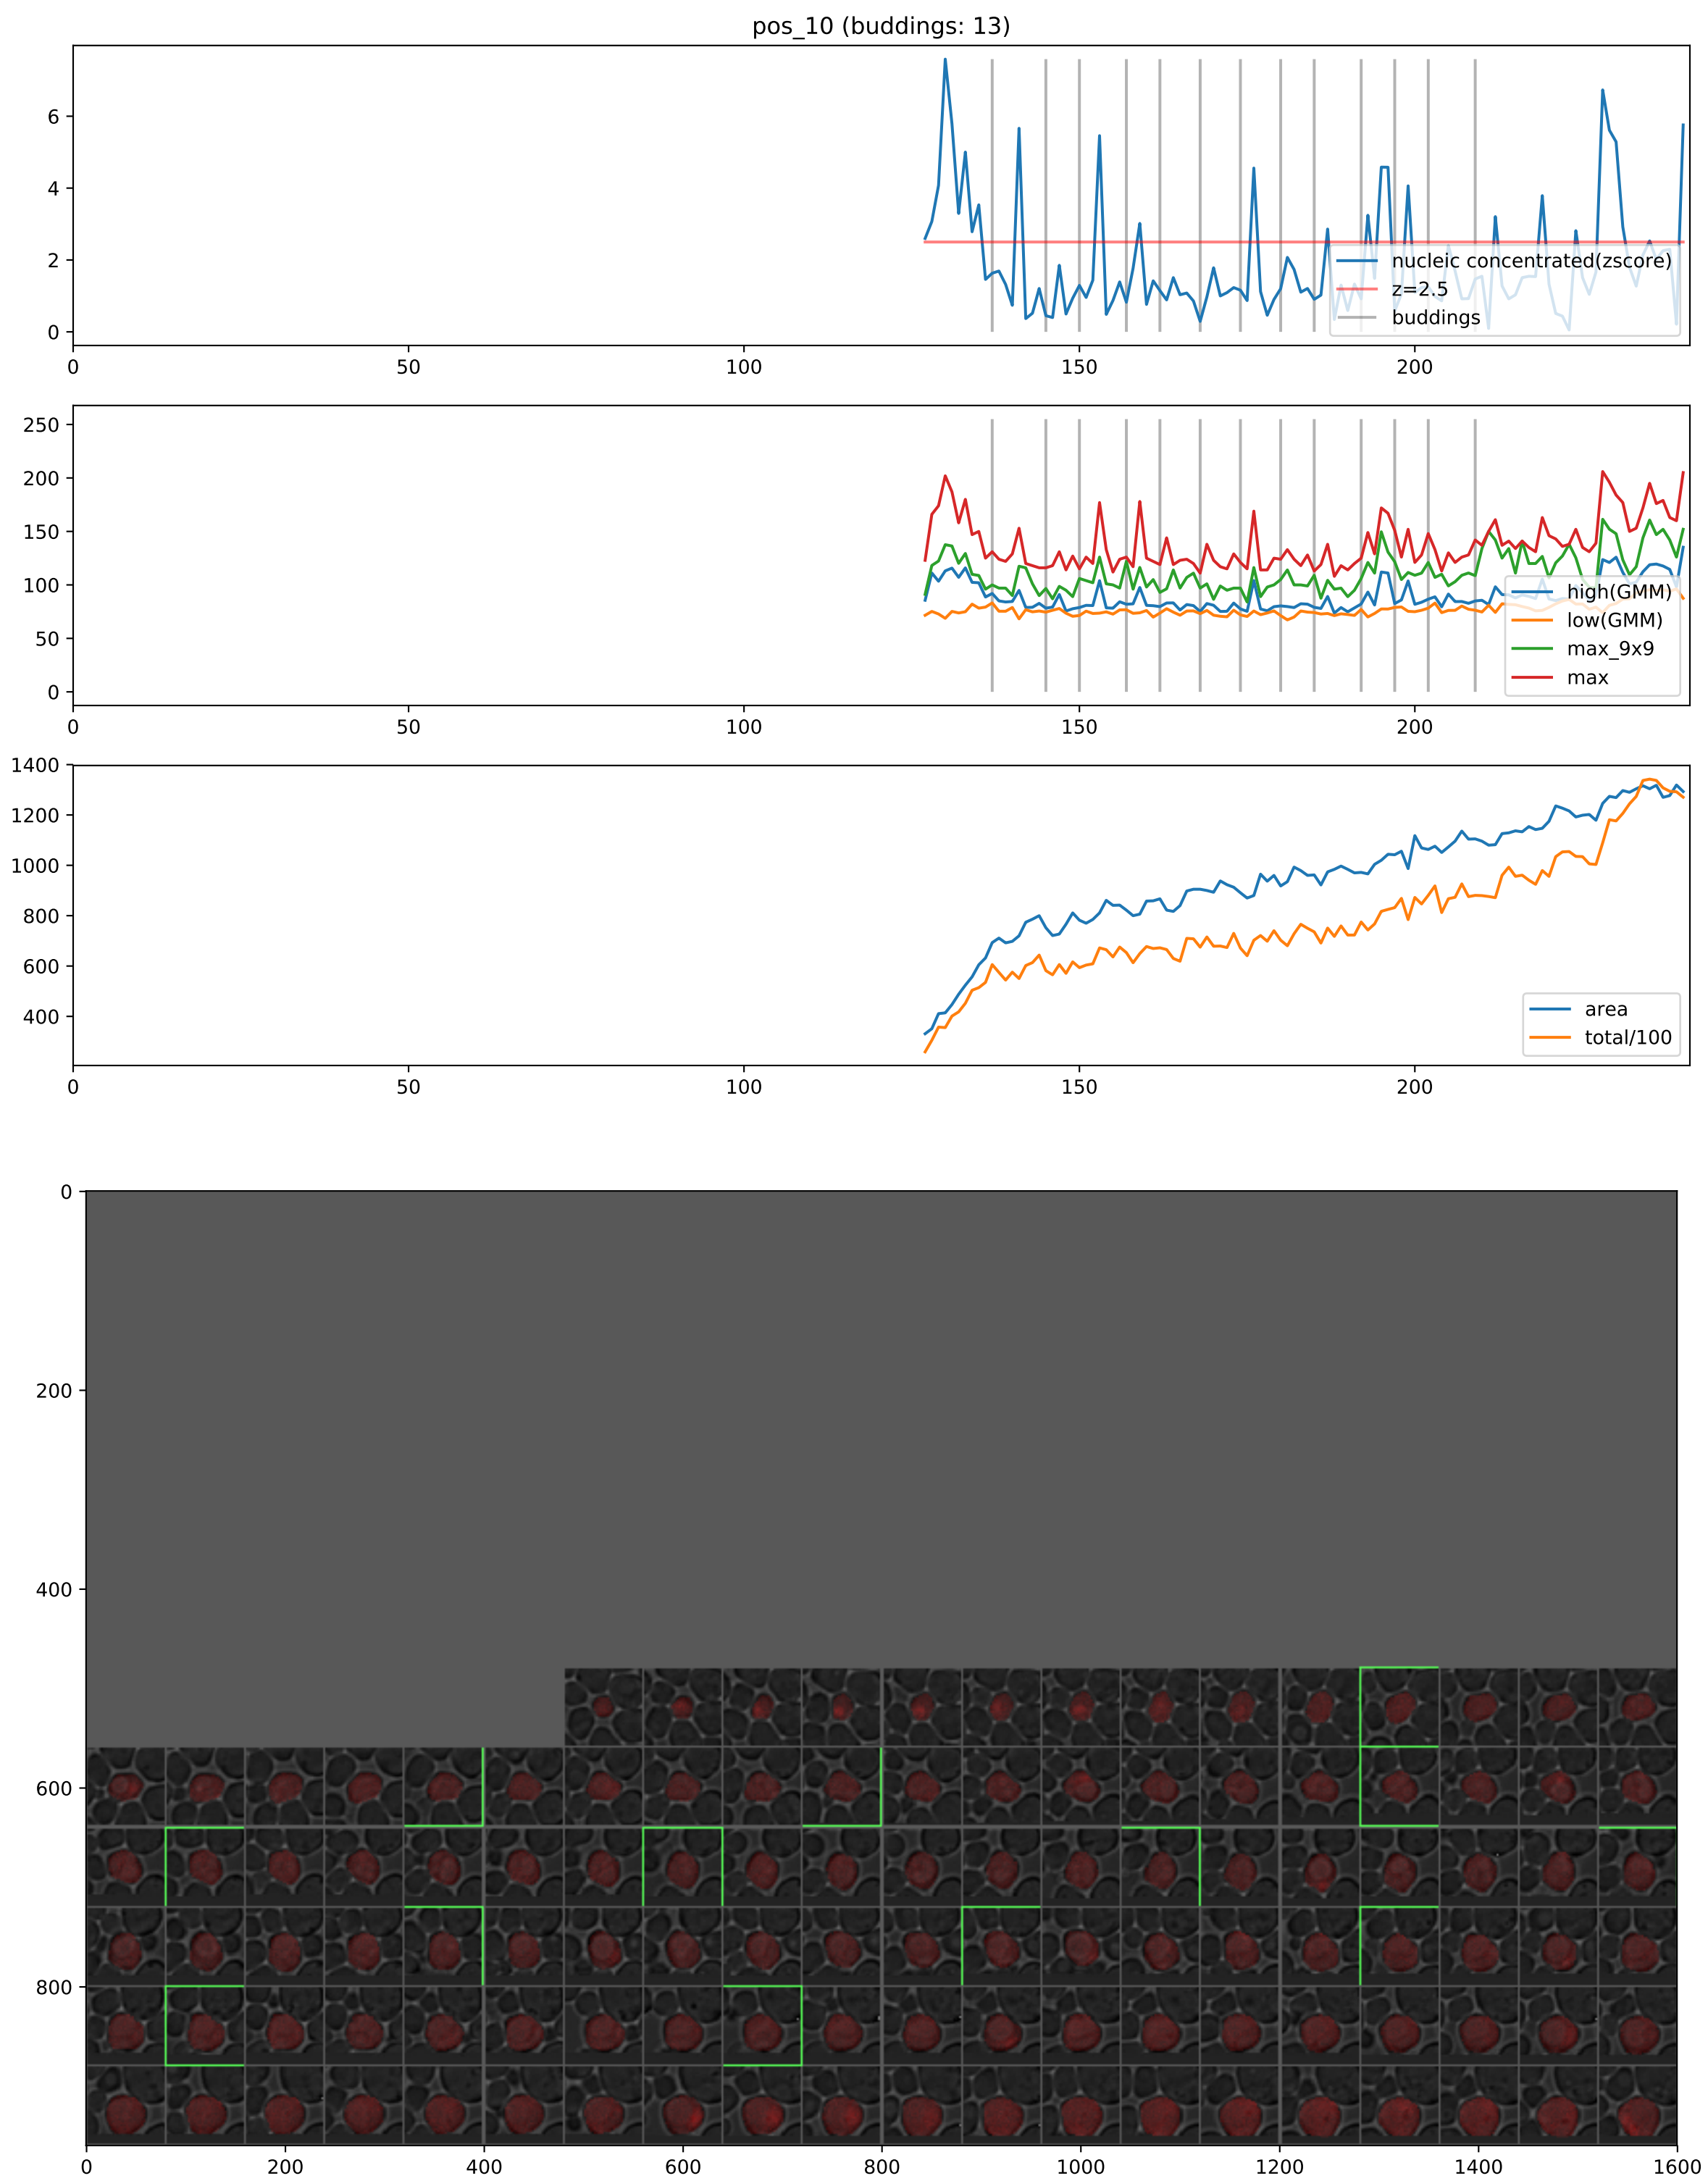 pos_10 (buddings: 13)
6
4
2
0
nucleic concentrated(zscore)
z=2.5
buddings
0 50 100 150 200
250
200
150
100
50
0
high(GMM)
low(GMM)
max_9x9
max
0 50 100 150 200
1400
1200
1000
800
600
400
area
total/100
0 50 100 150 200
0
200
400
600
800
0 200 400 600 800 1000 1200 1400 1600